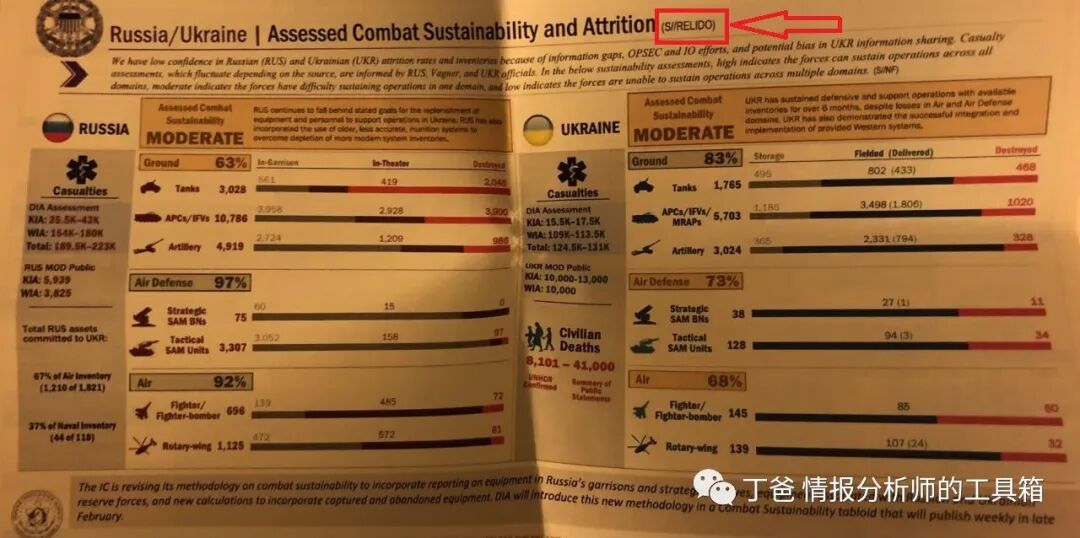 Russia/Ukraine | Assessed Combat Sustainability and Attrition (S//RELIDO)
We have low confidence in Russian (RUS) and Ukrainian (UKR) attrition rates and inventories because of information gaps, OPSEC and IO efforts, and potential bias in UKR information sharing. Casualty
assessments, which fluctuate depending on the source, are informed by RUS, Vagner, and UKR officials. In the below sustainability assessments, high indicates the forces can sustain operations across all
domains, moderate indicates the forces have difficulty sustaining operations in one domain, and low indicates the forces are unable to sustain operations across multiple domains. (S//NF)
RUSSIA
Assessed Combat
Sustainability
MODERATE
RUS continues to fall behind stated goals for the replenishment of
equipment and personnel to support operations in Ukraine. RUS has also
incorporated the use of older, less accurate, munition systems to
overcome depletion of more modern system inventories.
Casualties
DIA Assessment
KIA: 35.5K–43K
WIA: 154K–180K
Total: 189.5K–223K
RUS MOD Public
KIA: 5,939
WIA: 3,825
Total RUS assets
committed to UKR:
67% of Air Inventory
(1,210 of 1,821)
37% of Naval Inventory
(44 of 118)
Ground 63% In-Garrison In-Theater Destroyed
Tanks 3,028 561 419 2,048
APCs/IFVs 10,786 3,958 2,928 3,900
Artillery 4,919 2,724 1,209 986
Air Defense 97%
Strategic
SAM BNs 75 60 15 0
Tactical
SAM Units 3,307 3,052 158 97
Air 92%
Fighter/
Fighter-bomber 696 139 485 72
Rotary-wing 1,125 472 572 81
UKRAINE
Assessed Combat
Sustainability
MODERATE
UKR has sustained defensive and support operations with available
inventories for over 6 months, despite losses in Air and Air Defense
domains. UKR has also demonstrated the successful integration and
implementation of provided Western systems.
Casualties
DIA Assessment
KIA: 15.5K–17.5K
WIA: 109K–113.5K
Total: 124.5K–131K
UKR MOD Public
KIA: 10,000–13,000
WIA: 10,000
Civilian
Deaths
8,101 – 41,000
UNHCR
Confirmed
Summary of
Public
Statements
Ground 83% Storage Fielded (Delivered) Destroyed
Tanks 1,765 495 802 (433) 468
APCs/IFVs/
MRAPs 5,703 1,185 3,498 (1,806) 1020
Artillery 3,024 365 2,331 (794) 328
Air Defense 73%
Strategic
SAM BNs 38 27 (1) 11
Tactical
SAM Units 128 94 (3) 34
Air 68%
Fighter/
Fighter-bomber 145 85 60
Rotary-wing 139 107 (24) 32
The IC is revising its methodology on combat sustainability to incorporate reporting on equipment in Russia's garrisons and strategic
reserve forces, and new calculations to incorporate captured and abandoned equipment. DIA will introduce this new methodology in a Combat Sustainability tabloid that will publish weekly in late
February.
丁爸 情报分析师的工具箱